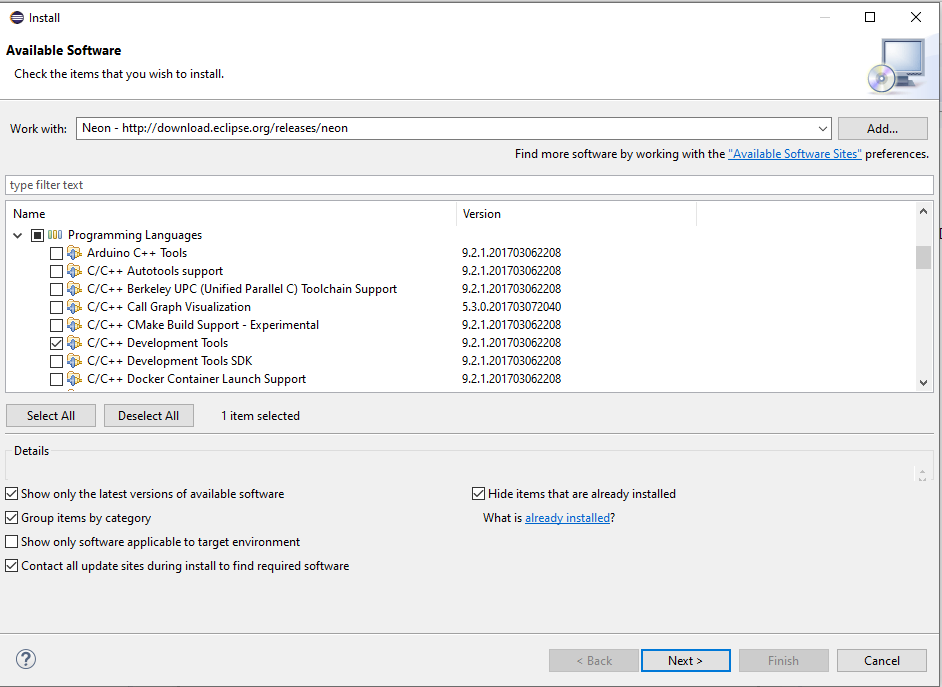 Install
Available Software
Check the items that you wish to install.
Work with: Neon - http://download.eclipse.org/releases/neon Add...
Find more software by working with the "Available Software Sites" preferences.
type filter text
Name Version
Programming Languages
Arduino C++ Tools 9.2.1.201703062208
C/C++ Autotools support 9.2.1.201703062208
C/C++ Berkeley UPC (Unified Parallel C) Toolchain Support 9.2.1.201703062208
C/C++ Call Graph Visualization 5.3.0.201703072040
C/C++ CMake Build Support - Experimental 9.2.1.201703062208
C/C++ Development Tools 9.2.1.201703062208
C/C++ Development Tools SDK 9.2.1.201703062208
C/C++ Docker Container Launch Support 9.2.1.201703062208
Select All Deselect All 1 item selected
Details
Show only the latest versions of available software Hide items that are already installed
Group items by category What is already installed?
Show only software applicable to target environment
Contact all update sites during install to find required software
? < Back Next > Finish Cancel